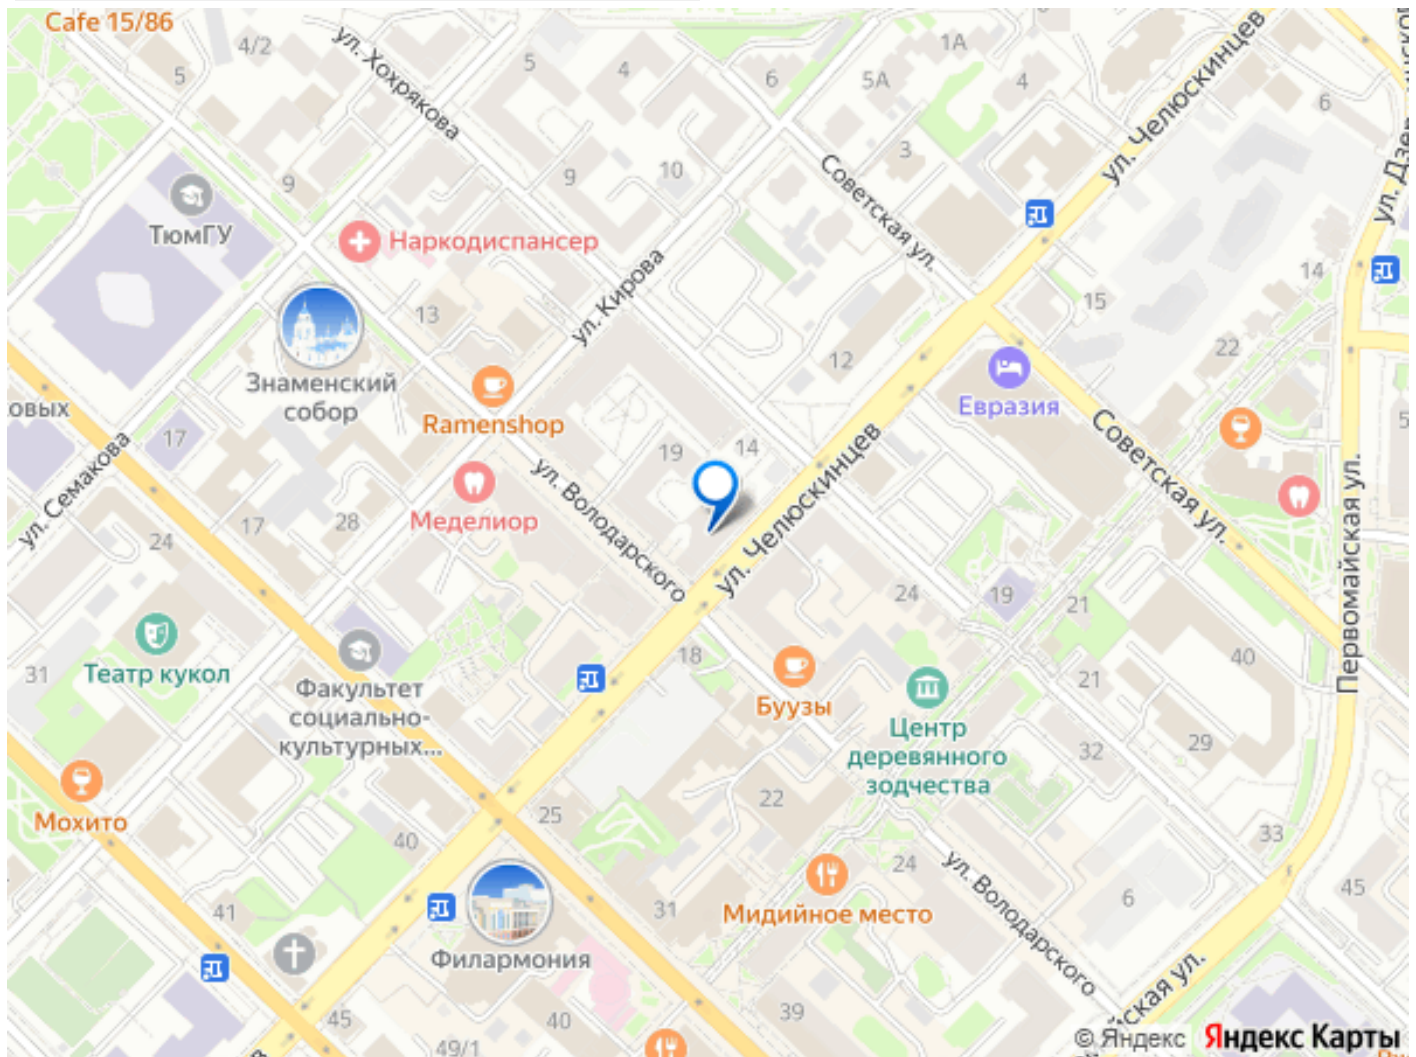 Cafe 15/86
4/2
5
ул. Хохрякова
5
4
6
1А
5А
4
ул. Челюскинцев
6
3
Советская ул.
9
ТюмГУ
9
10
Наркодиспансер
ул. Кирова
14
15
13
Знаменский
собор
Ramenshop
12
22
Евразия
овых
17
ул. Семакова
19
14
ул. Челюскинцев
Советская ул.
5
Первомайская ул.
Меделиор
ул. Володарского
17
28
24
24
19
21
31
Театр кукол
Факультет
социально-
культурных...
18
Буузы
Центр
деревянного
зодчества
21
40
32
29
22
Мохито
25
40
33
24
ул. Володарского
45
6
Мидийное место
31
41
Филармония
39
45
40
49/1
йская ул.
© Яндекс
Яндекс Карты